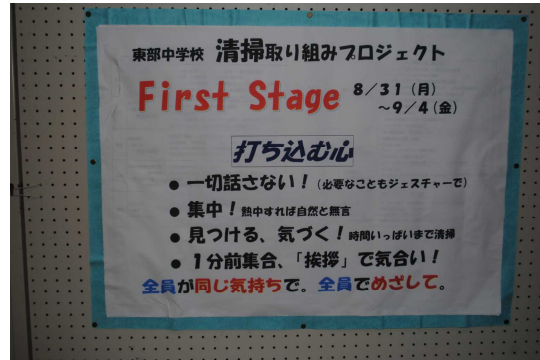 東部中学校 清掃取り組みプロジェクト
First Stage 8/31(月)
~9/4(金)
打ち込む心
● 一切話さない!(必要なこともジェスチャーで)
● 集中!熱中すれば自然と無言
● 見つける、気づく!時間いっぱいまで清掃
● 1分前集合、「挨拶」で気合い!
全員が同じ気持ちで。全員でめざして。